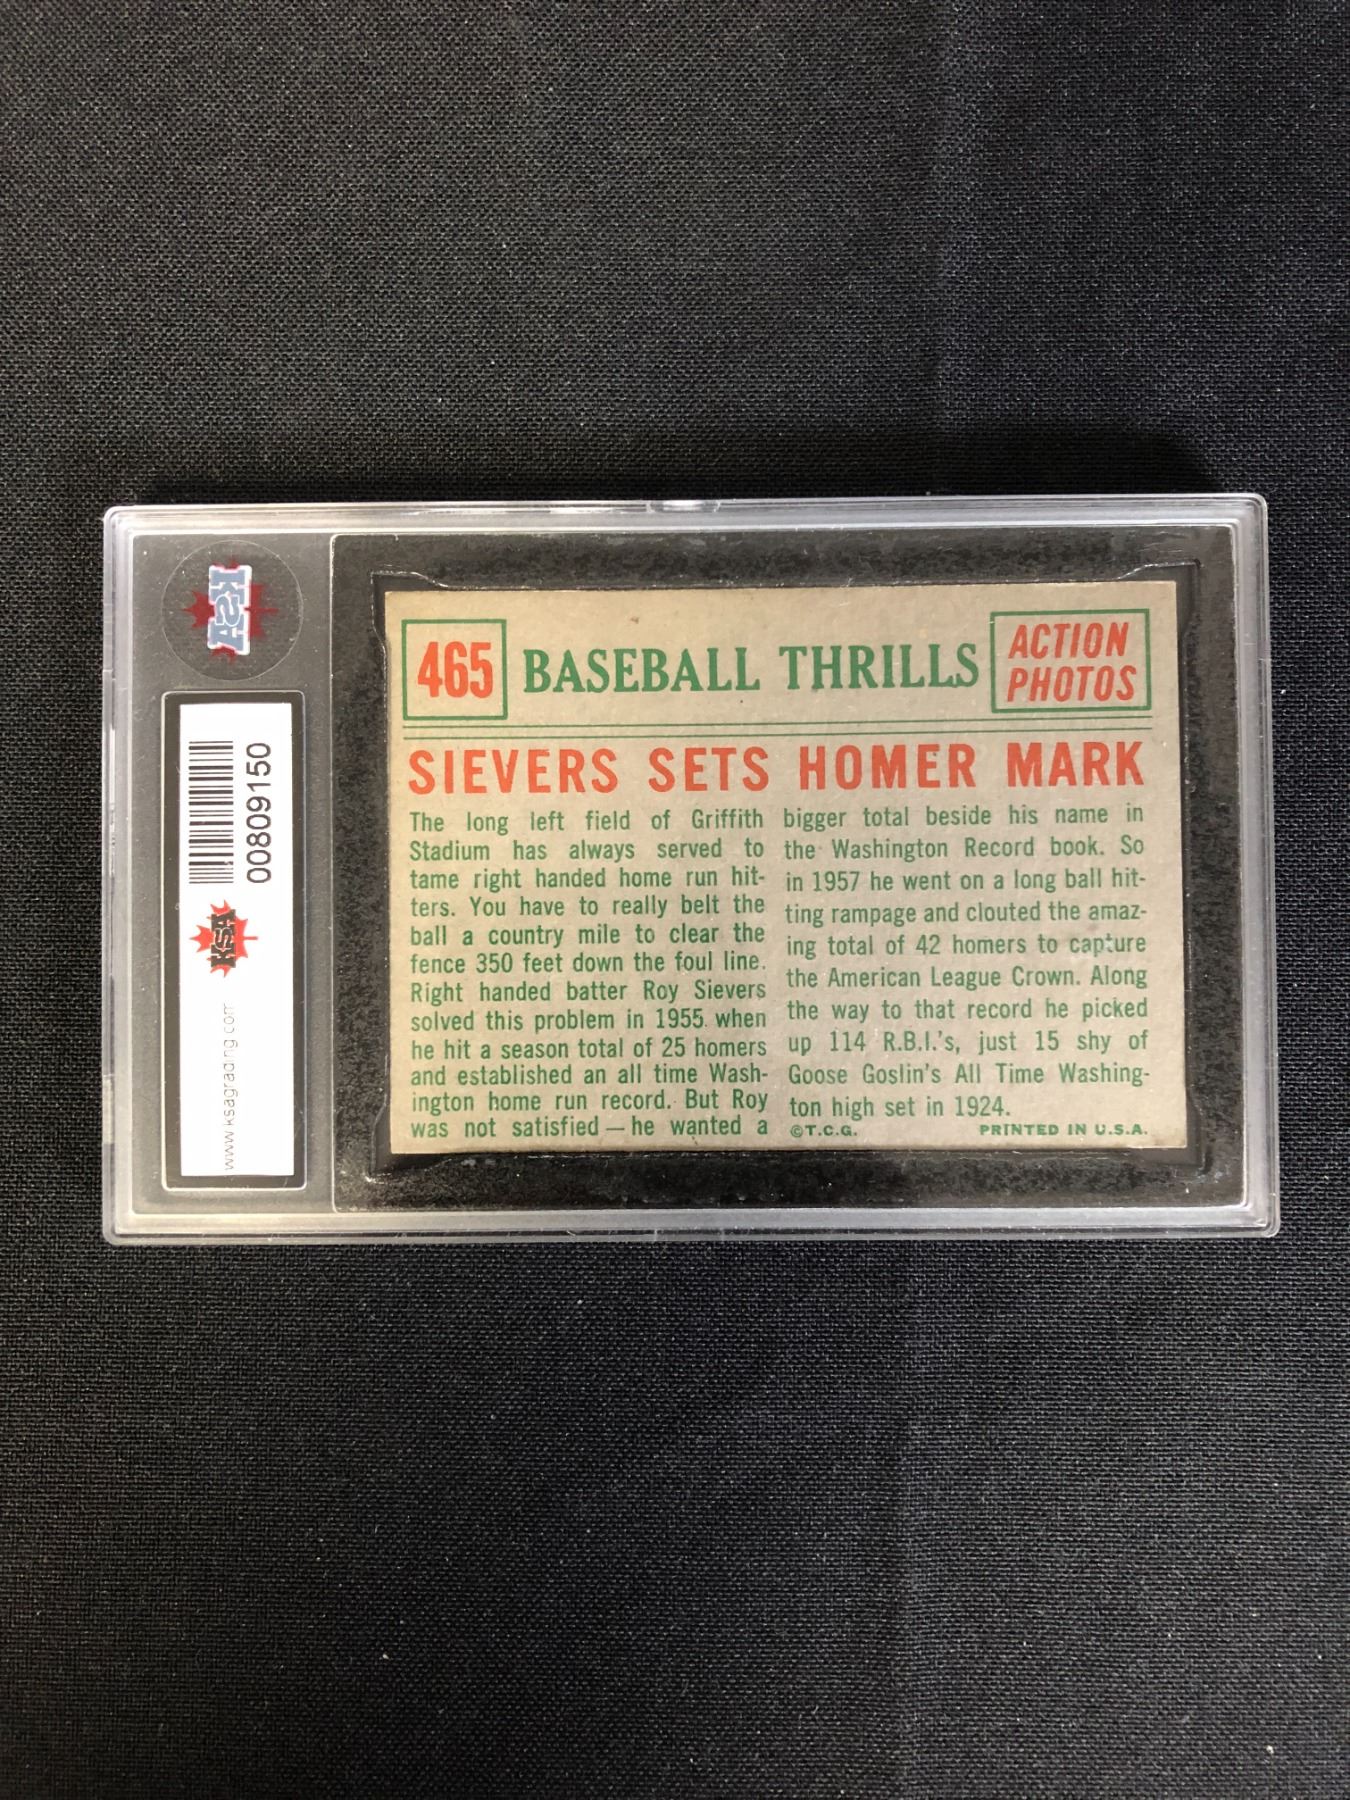 465
BASEBALL THRILLS
ACTION
PHOTOS
SIEVERS SETS HOMER MARK
The long left field of Griffith
Stadium has always served to
tame right handed home run hit-
ters. You have to really belt the
ball a country mile to clear the
fence 350 feet down the foul line.
Right handed batter Roy Sievers
solved this problem in 1955 when
he hit a season total of 25 homers
and established an all time Wash-
ington home run record. But Roy
was not satisfied — he wanted a
bigger total beside his name in
the Washington Record book. So
in 1957 he went on a long ball hit-
ting rampage and clouted the amaz-
ing total of 42 homers to capture
the American League Crown. Along
the way to that record he picked
up 114 R.B.I.'s, just 15 shy of
Goose Goslin's All Time Washing-
ton high set in 1924.
©T.C.G. PRINTED IN U.S.A.
KSA
00809150
KSA
www.ksagrading.com